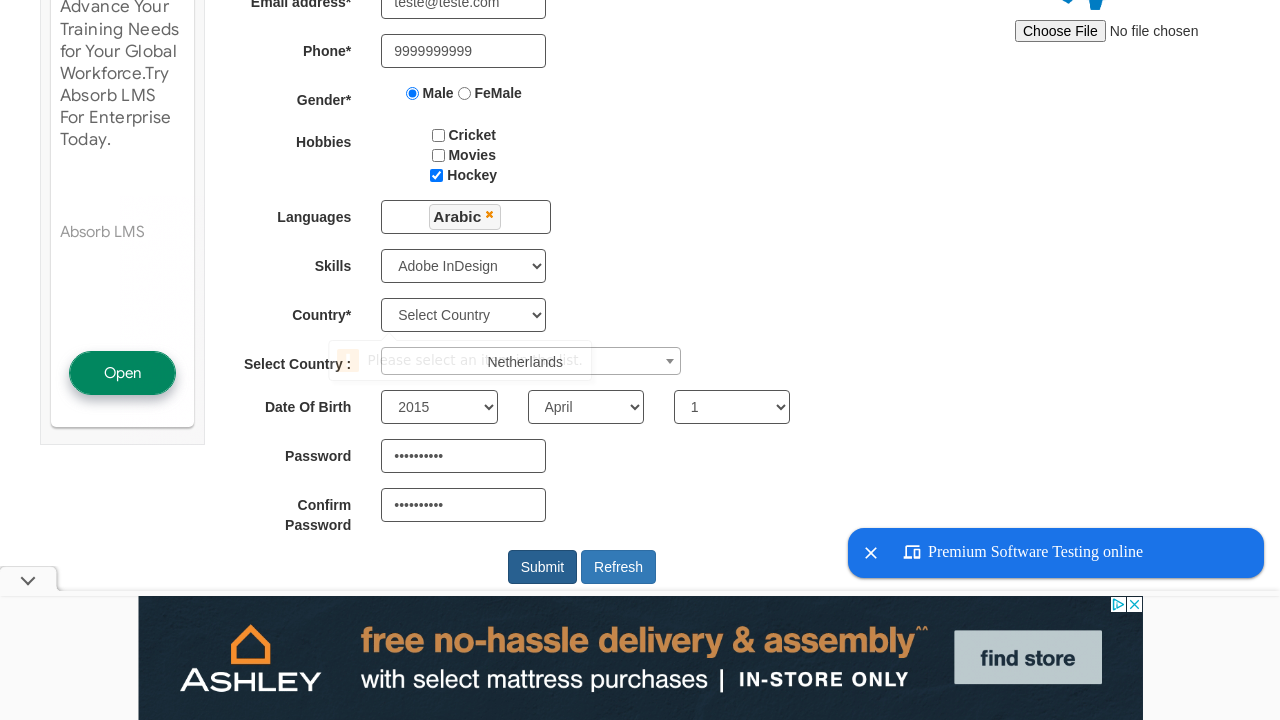 Advance Your
Training Needs
for Your Global
Workforce.Try
Absorb LMS
For Enterprise
Today.
Absorb LMS
Open
Email address* teste@teste.com
Phone* 9999999999
Gender* Male FeMale
Hobbies Cricket
Movies
Hockey
Languages Arabic ✖
Skills Adobe InDesign
Country* Select Country
Please select an item in the list.
Select Country : Netherlands
Date Of Birth 2015 April 1
Password ••••••••••
Confirm
Password ••••••••••
Submit Refresh
Choose File No file chosen
Premium Software Testing online
ASHLEY
free no-hassle delivery & assembly^^
with select mattress purchases | IN-STORE ONLY
find store